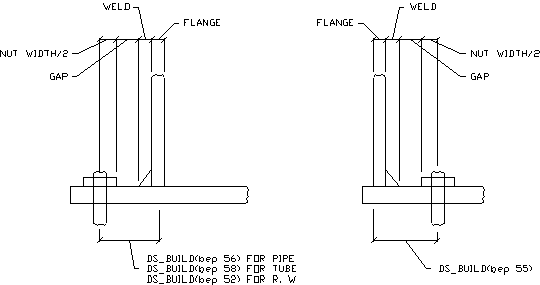 WELD
FLANGE
NUT WIDTH/2
GAP
DS_BUILD(bep 56) FOR PIPE
DS_BUILD(bep 58) FOR TUBE
DS_BUILD(bep 52) FOR R, W
FLANGE
WELD
NUT WIDTH/2
GAP
DS_BUILD(bep 55)